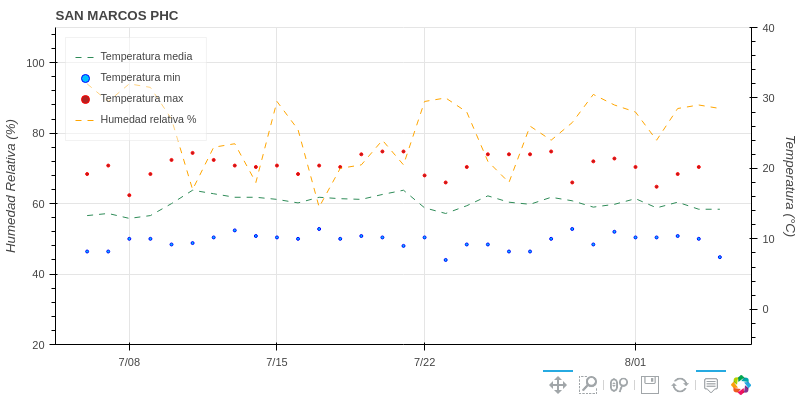 SAN MARCOS PHC
Temperatura media
Temperatura min
Temperatura max
Humedad relativa %
Humedad Relativa (%)
100
80
60
40
20
Temperatura (°C)
40
30
20
10
0
7/08
7/15
7/22
8/01